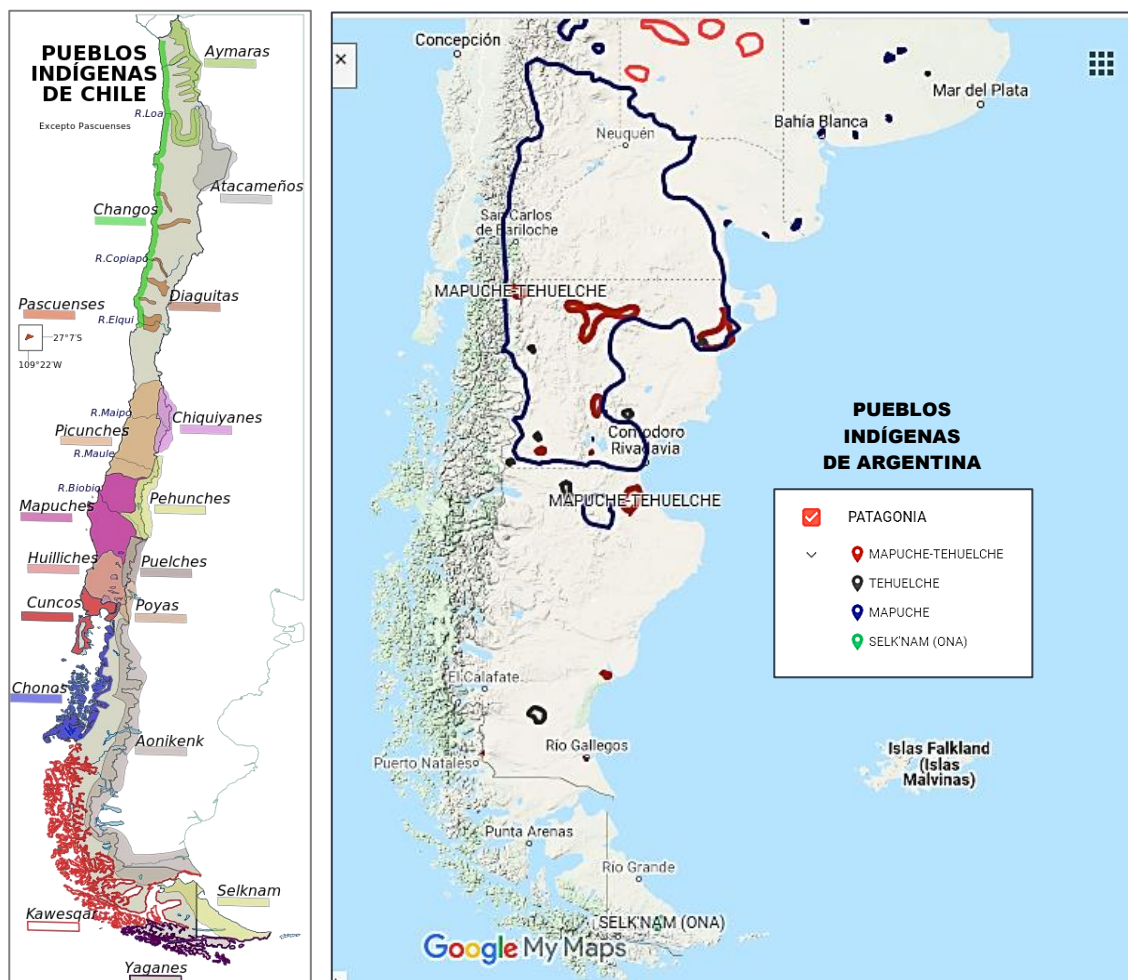 PUEBLOS
INDÍGENAS
DE CHILE
Excepto Pascuenses
Aymaras
R.Loa
Atacameños
Changos
R.Copiapó
Diaguitas
Pascuenses
R.Elqui
27°7'S
109°22'W
R.Maipo
Chiquiyanes
Picunches
R.Maule
R.Biobio
Pehunches
Mapuches
Huilliches
Puelches
Cuncos
Poyas
Chonos
Aonikenk
Selknam
Kawesqar
Yaganes
×
Concepción
Mar del Plata
Bahía Blanca
Neuquén
San Carlos
de Bariloche
MAPUCHE-TEHUELCHE
Comodoro
Rivadavia
MAPUCHE-TEHUELCHE
El Calafate
Río Gallegos
Puerto Natales
Punta Arenas
Río Grande
SELK'NAM (ONA)
Google My Maps
Islas Falkland
(Islas
Malvinas)
PUEBLOS
INDÍGENAS
DE ARGENTINA
PATAGONIA
MAPUCHE-TEHUELCHE
TEHUELCHE
MAPUCHE
SELK'NAM (ONA)